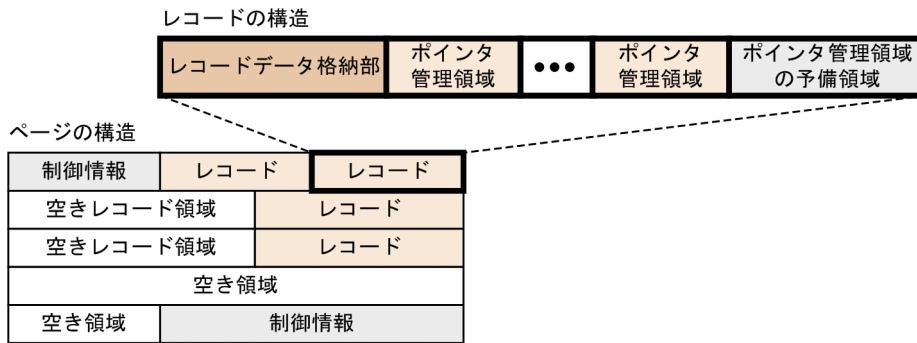 レコードの構造
レコードデータ格納部
ポインタ
管理領域
•••
ポインタ
管理領域
ポインタ管理領域
の予備領域
ページの構造
制御情報
レコード
レコード
空きレコード領域
レコード
空きレコード領域
レコード
空き領域
空き領域
制御情報